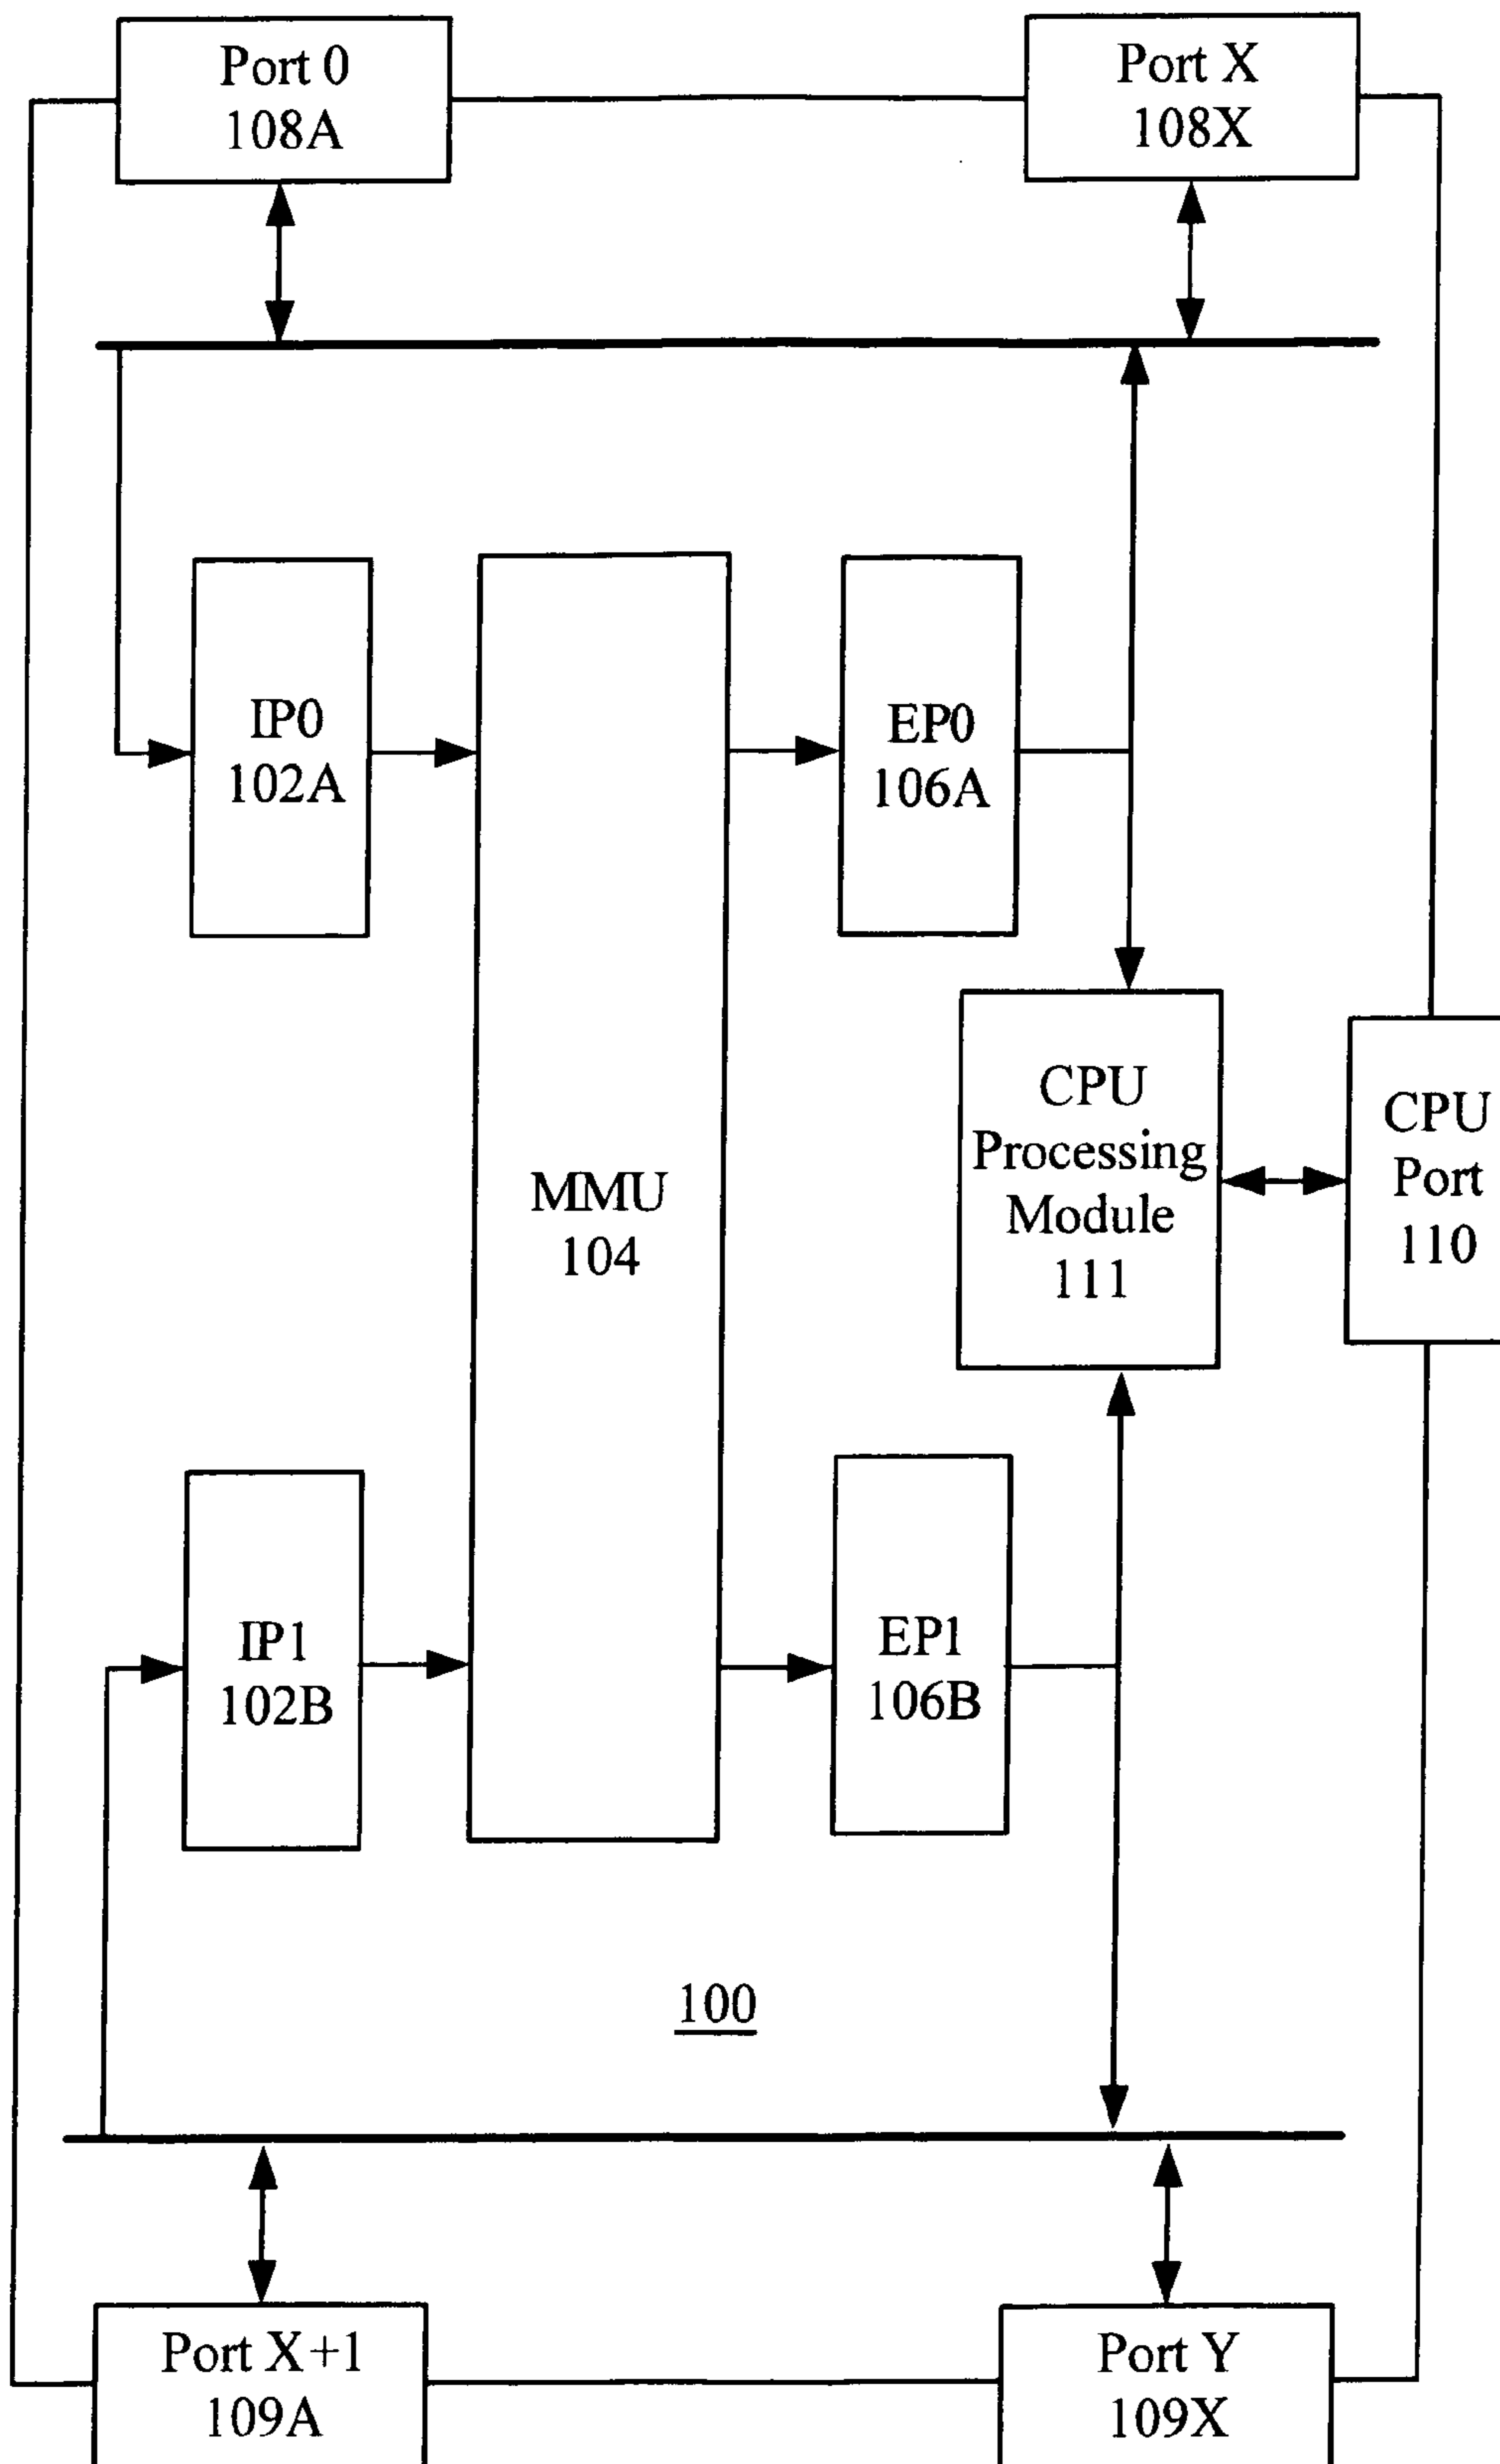 Port 0
108A
Port X
108X
IP0
102A
EP0
106A
MMU
104
CPU
Processing
Module
111
CPU
Port
110
IP1
102B
EP1
106B
100
Port X+1
109A
Port Y
109X